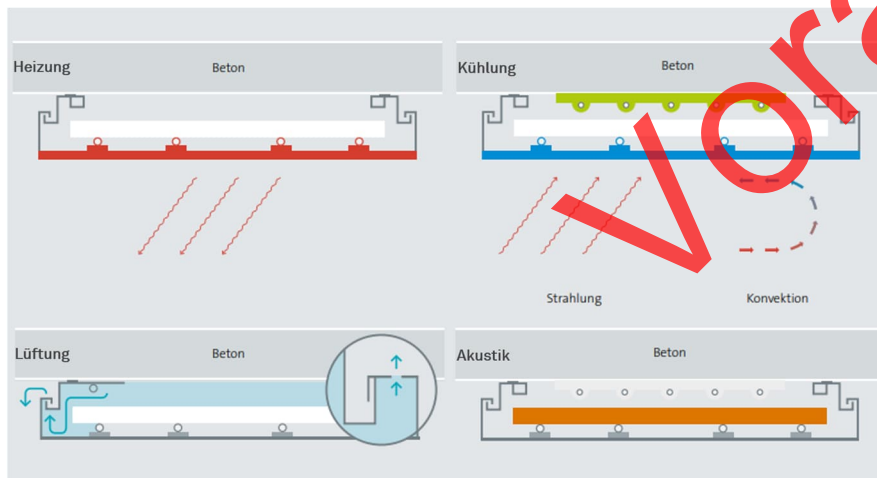 Heizung
Beton
Kühlung
Beton
Strahlung
Konvektion
Lüftung
Beton
Akustik
Beton